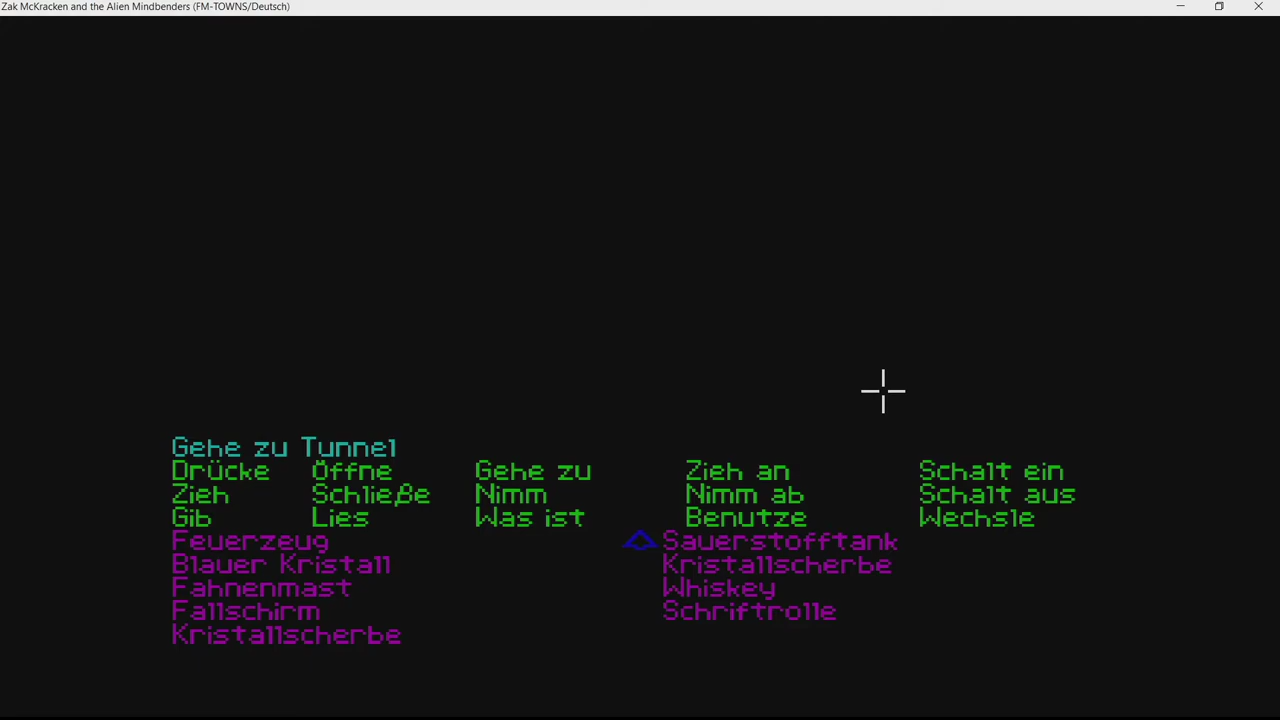 Zak McKracken and the Alien Mindbenders (FM-TOWNS/Deutsch)
Gehe zu Tunnel
Drücke Öffne Gehe zu Zieh an Schalt ein
Zieh Schließe Nimm Nimm ab Schalt aus
Gib Lies Was ist Benutze Wechsle
Feuerzeug Sauerstofftank
Blauer Kristall Kristallscherbe
Fahnenmast Whiskey
Fallschirm Schriftrolle
Kristallscherbe